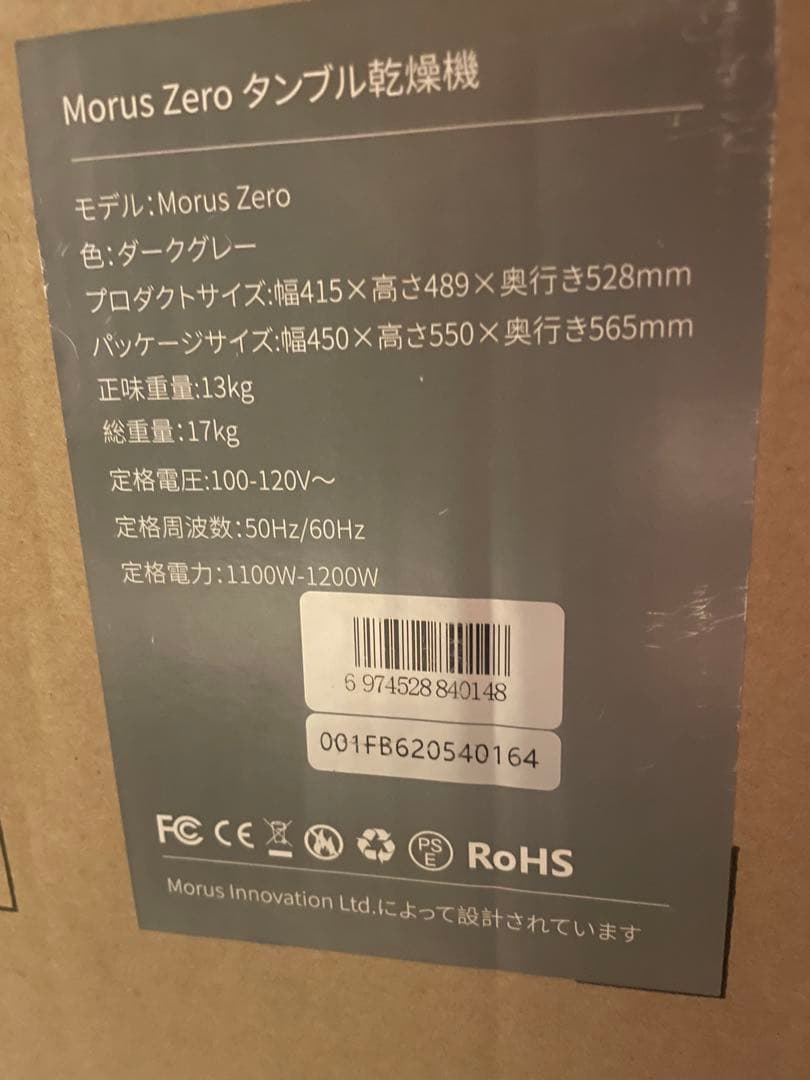 Morus Zero タンブル乾燥機
モデル:Morus Zero
色:ダークグレー
プロダクトサイズ:幅415×高さ489×奥行き528mm
パッケージサイズ:幅450×高さ550×奥行き565mm
正味重量:13kg
総重量:17kg
定格電圧:100-120V～
定格周波数:50Hz/60Hz
定格電力:1100W-1200W
6 974528 840148
001FB620540164
FC CE PSE RoHS
Morus Innovation Ltd.によって設計されています